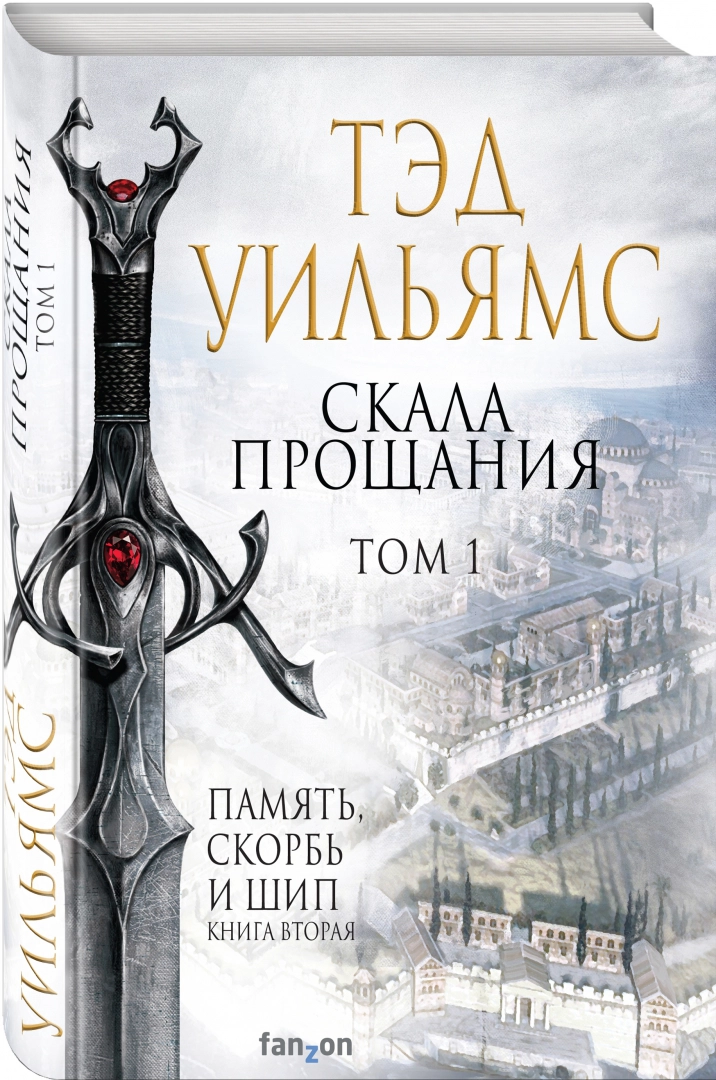 ТЭД
УИЛЬЯМС
СКАЛА
ПРОЩАНИЯ
ТОМ 1
ПАМЯТЬ,
СКОРБЬ
И ШИП
КНИГА ВТОРАЯ
fanzon
СКАЛА
ПРОЩАНИЯ
ТОМ 1
ТЭД
УИЛЬЯМС